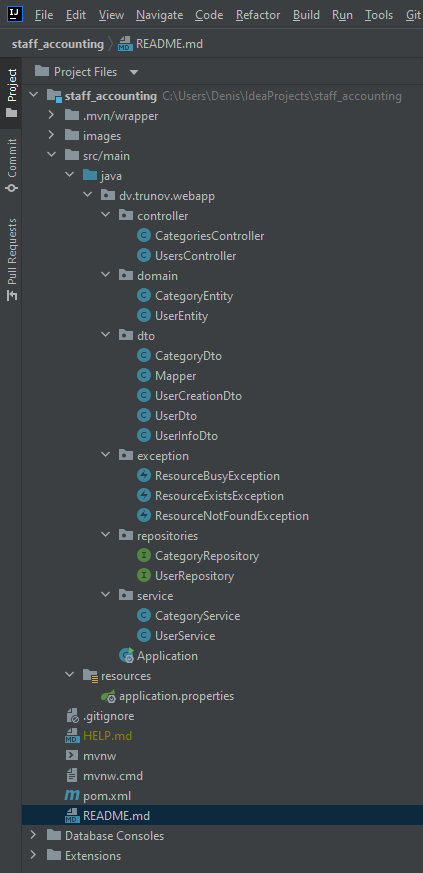 IJ File Edit View Navigate Code Refactor Build Run Tools Git
staff_accounting README.md
Project Files
Project
Commit
Pull Requests
staff_accounting C:\Users\Denis\IdeaProjects\staff_accounting
.mvn/wrapper
images
src/main
java
dv.trunov.webapp
controller
C CategoriesController
C UsersController
domain
C CategoryEntity
C UserEntity
dto
C CategoryDto
C Mapper
C UserCreationDto
C UserDto
C UserInfoDto
exception
ResourceBusyException
ResourceExistsException
ResourceNotFoundException
repositories
I CategoryRepository
I UserRepository
service
C CategoryService
C UserService
Application
resources
application.properties
.gitignore
MD HELP.md
mvnw
mvnw.cmd
m pom.xml
MD README.md
Database Consoles
Extensions